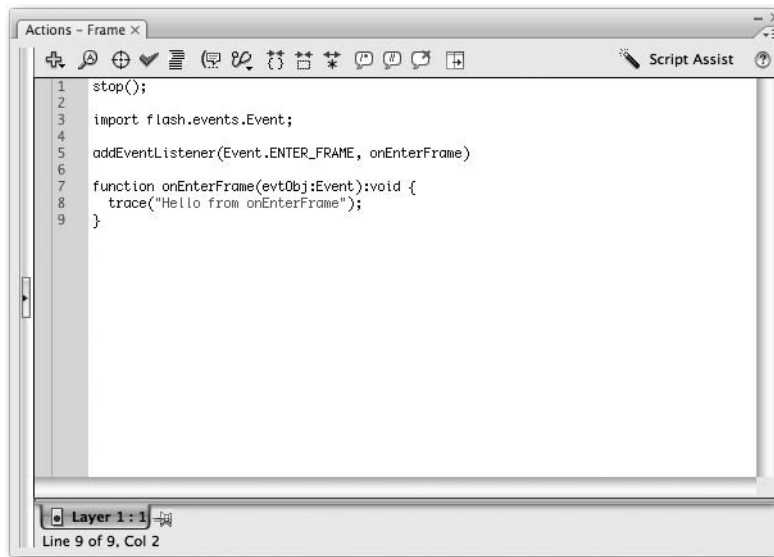 Actions – Frame ×
Script Assist
1 stop();
2
3 import flash.events.Event;
4
5 addEventListener(Event.ENTER_FRAME, onEnterFrame)
6
7 function onEnterFrame(evtObj:Event):void {
8 trace("Hello from onEnterFrame");
9 }
Layer 1 : 1
Line 9 of 9, Col 2